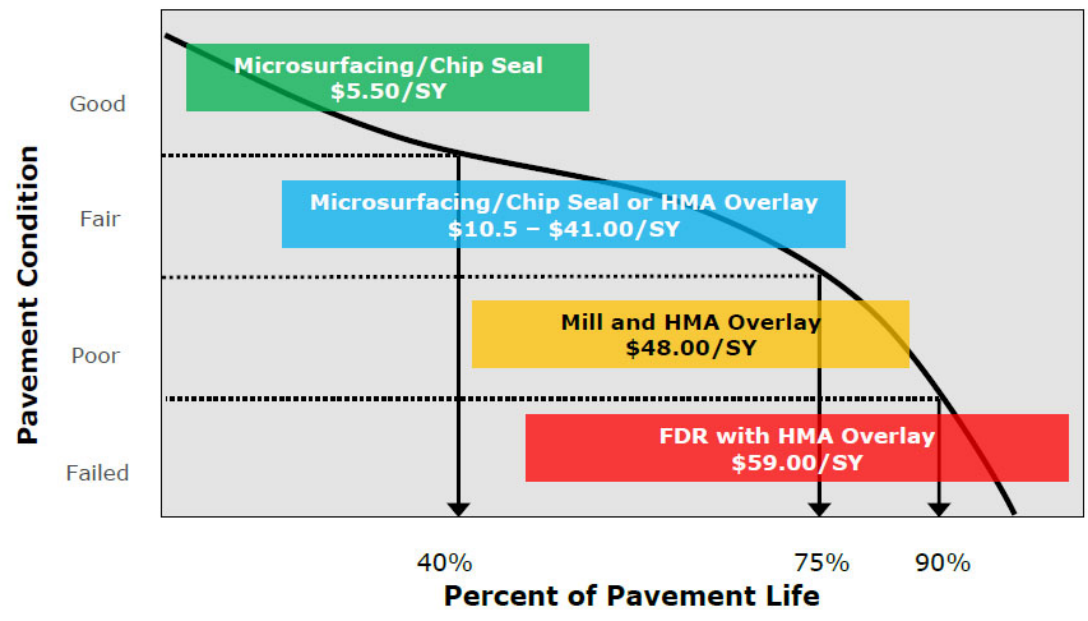 Microsurfacing/Chip Seal
$5.50/SY
Good
Fair
Microsurfacing/Chip Seal or HMA Overlay
$10.5 – $41.00/SY
Pavement Condition
Mill and HMA Overlay
$48.00/SY
Poor
FDR with HMA Overlay
$59.00/SY
Failed
40%
75%
90%
Percent of Pavement Life